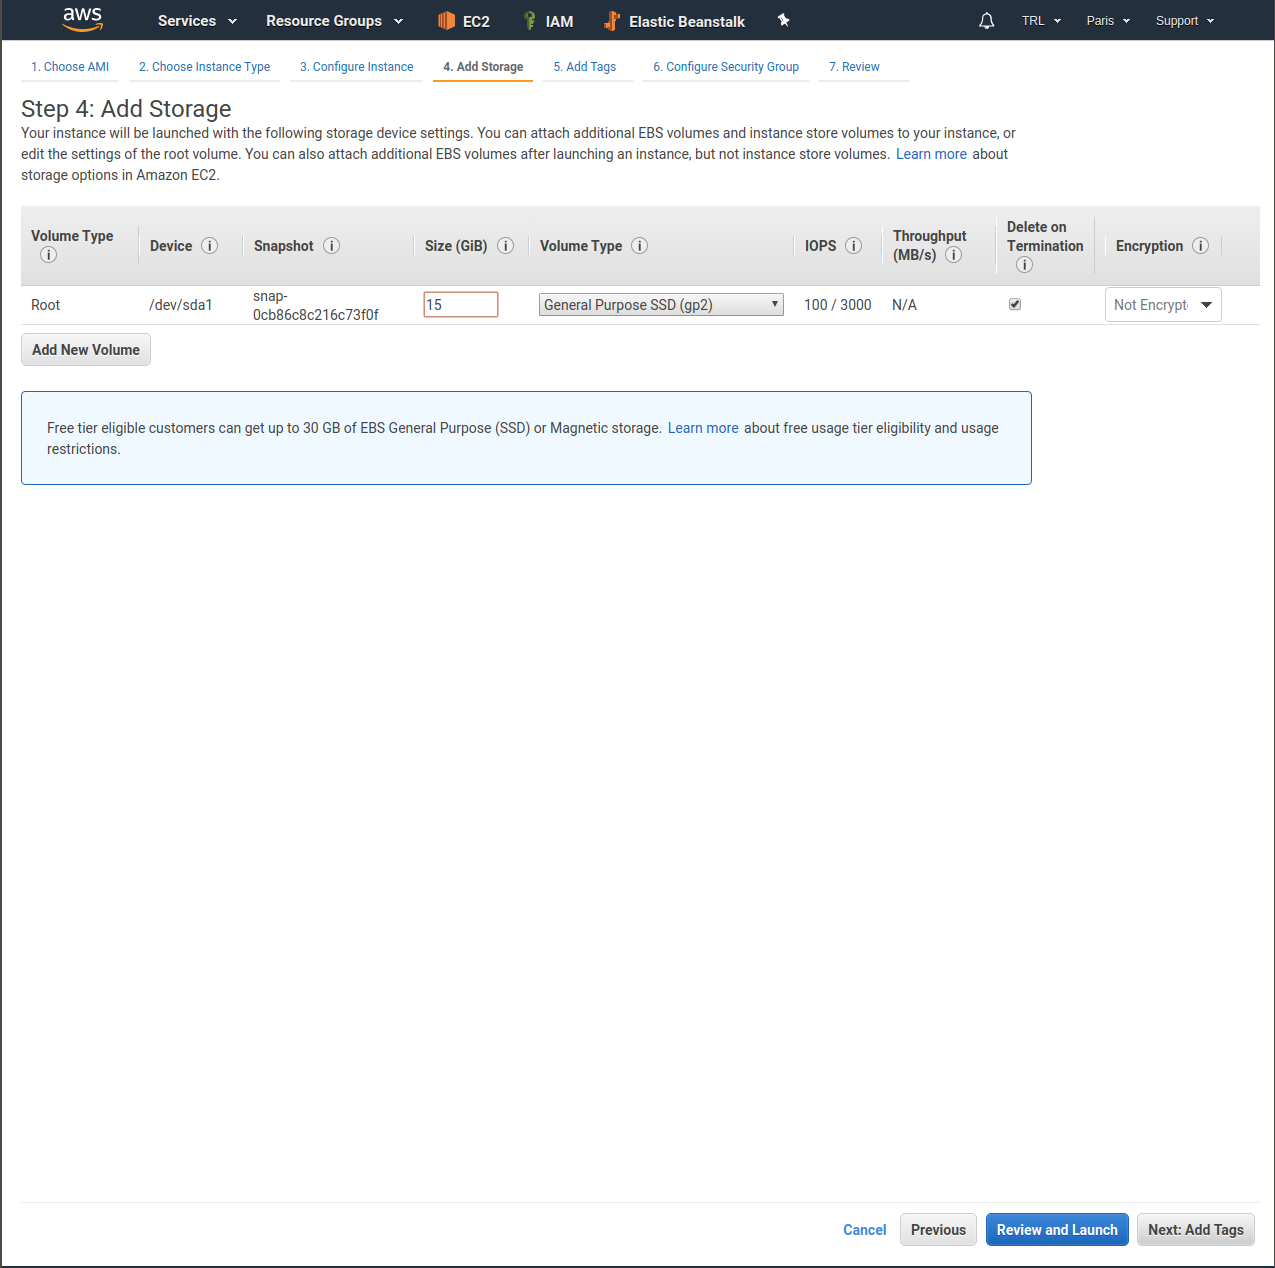 aws Services Resource Groups EC2 IAM Elastic Beanstalk TRL Paris Support
1. Choose AMI 2. Choose Instance Type 3. Configure Instance 4. Add Storage 5. Add Tags 6. Configure Security Group 7. Review
Step 4: Add Storage
Your instance will be launched with the following storage device settings. You can attach additional EBS volumes and instance store volumes to your instance, or
edit the settings of the root volume. You can also attach additional EBS volumes after launching an instance, but not instance store volumes. Learn more about
storage options in Amazon EC2.
Volume Type i Device i Snapshot i Size (GiB) i Volume Type i IOPS i Throughput (MB/s) i Delete on Termination i Encryption i
Root /dev/sda1 snap-0cb86c8c216c73f0f 15 General Purpose SSD (gp2) 100 / 3000 N/A Not Encrypt
Add New Volume
Free tier eligible customers can get up to 30 GB of EBS General Purpose (SSD) or Magnetic storage. Learn more about free usage tier eligibility and usage
restrictions.
Cancel Previous Review and Launch Next: Add Tags